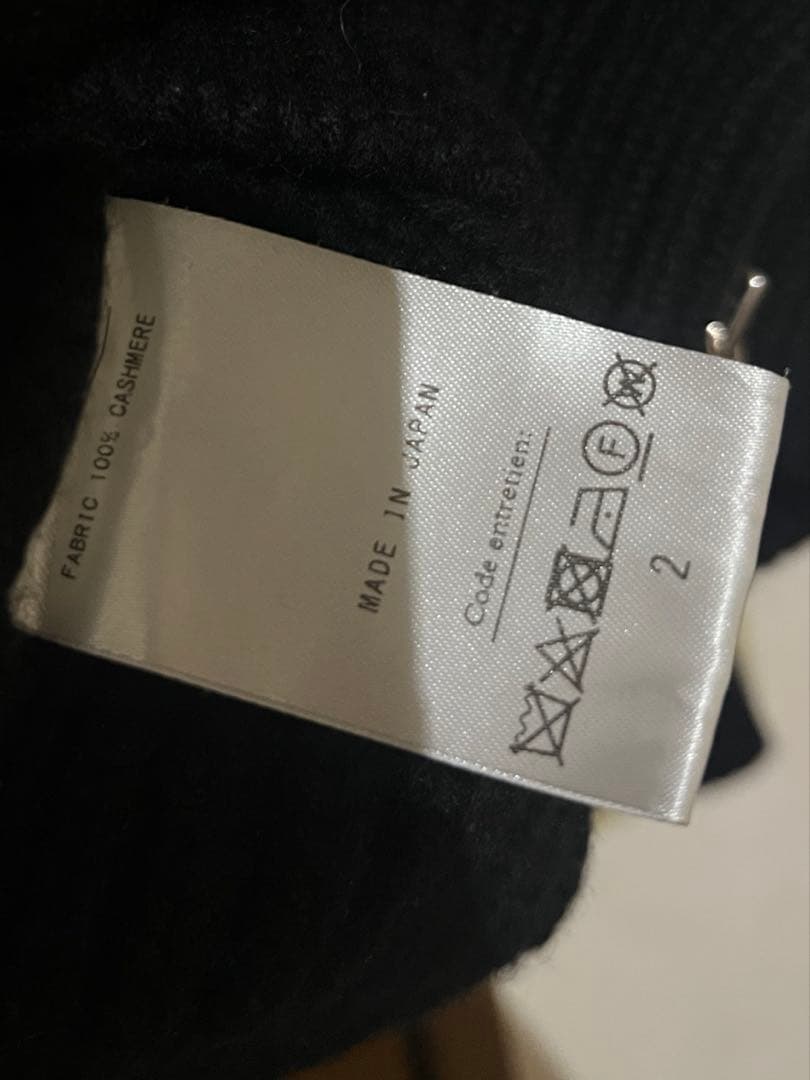 FABRIC 100% CASHMERE
MADE IN JAPAN
Code entretien:
F
W
2